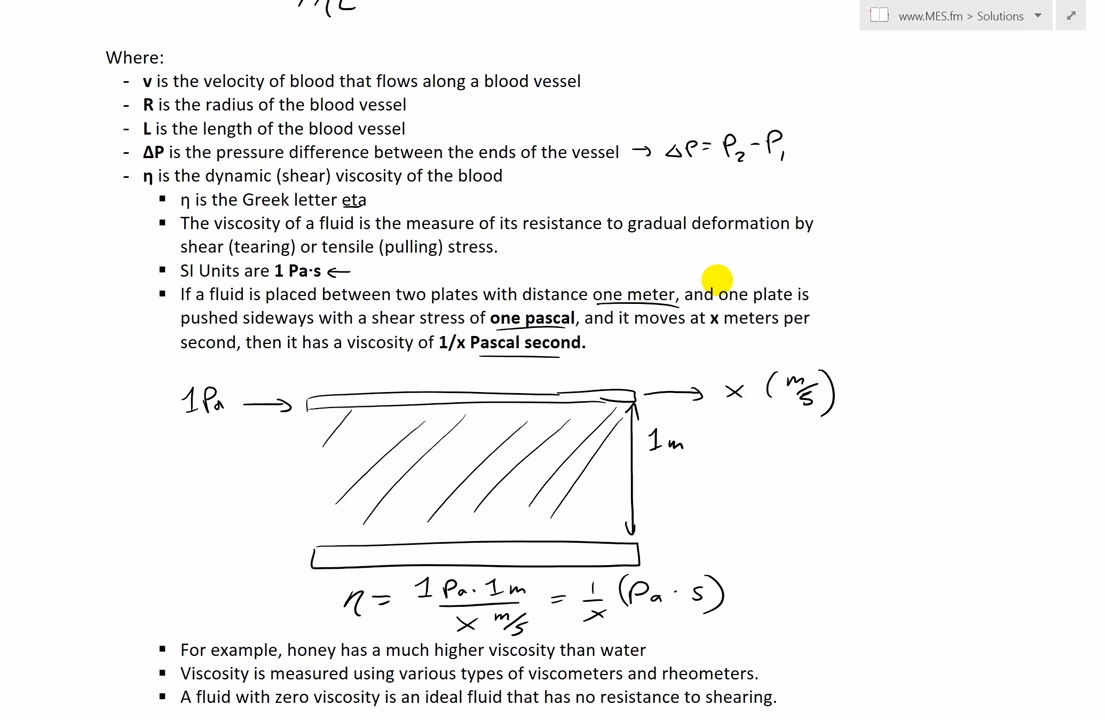 www.MES.fm > Solutions
Where:
- v is the velocity of blood that flows along a blood vessel
- R is the radius of the blood vessel
- L is the length of the blood vessel
- ΔP is the pressure difference between the ends of the vessel → ΔP = P₂ - P₁
- η is the dynamic (shear) viscosity of the blood
▪ η is the Greek letter eta
▪ The viscosity of a fluid is the measure of its resistance to gradual deformation by
shear (tearing) or tensile (pulling) stress.
▪ SI Units are 1 Pa·s ←
▪ If a fluid is placed between two plates with distance one meter, and one plate is
pushed sideways with a shear stress of one pascal, and it moves at x meters per
second, then it has a viscosity of 1/x Pascal second.
1Pa → → x (m/s)
1m
η = 1 Pa · 1m / x m/s = 1/x (Pa · s)
▪ For example, honey has a much higher viscosity than water
▪ Viscosity is measured using various types of viscometers and rheometers.
▪ A fluid with zero viscosity is an ideal fluid that has no resistance to shearing.